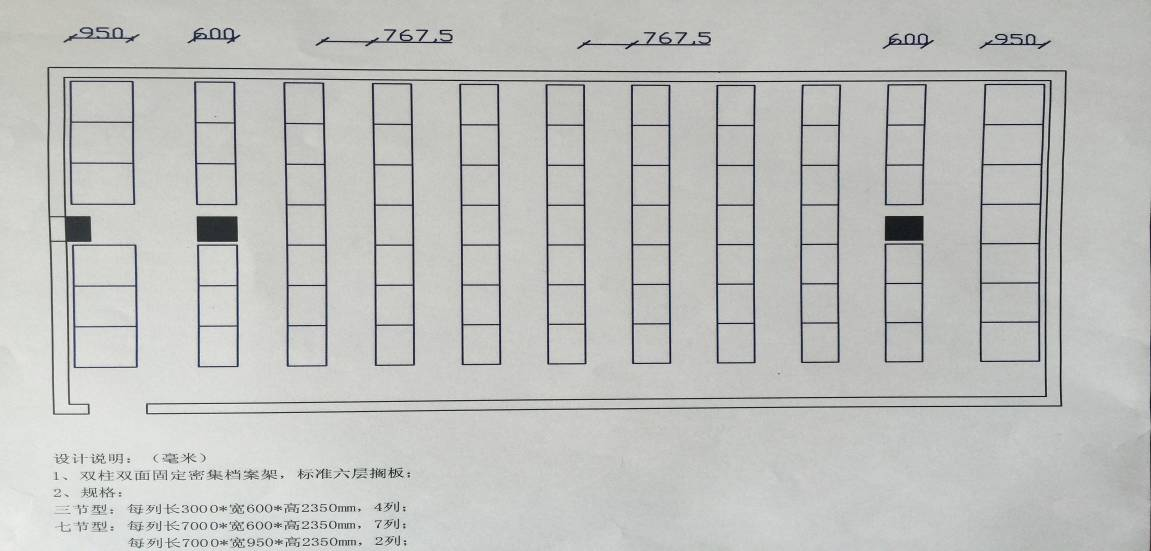 950 600 767.5 767.5 600 950
设计说明：（毫米）
1、双柱双面固定密集档案架，标准六层搁板；
2、规格：
三节型：每列长3000*宽600*高2350mm，4列；
七节型：每列长7000*宽600*高2350mm，7列；
每列长7000*宽950*高2350mm，2列；